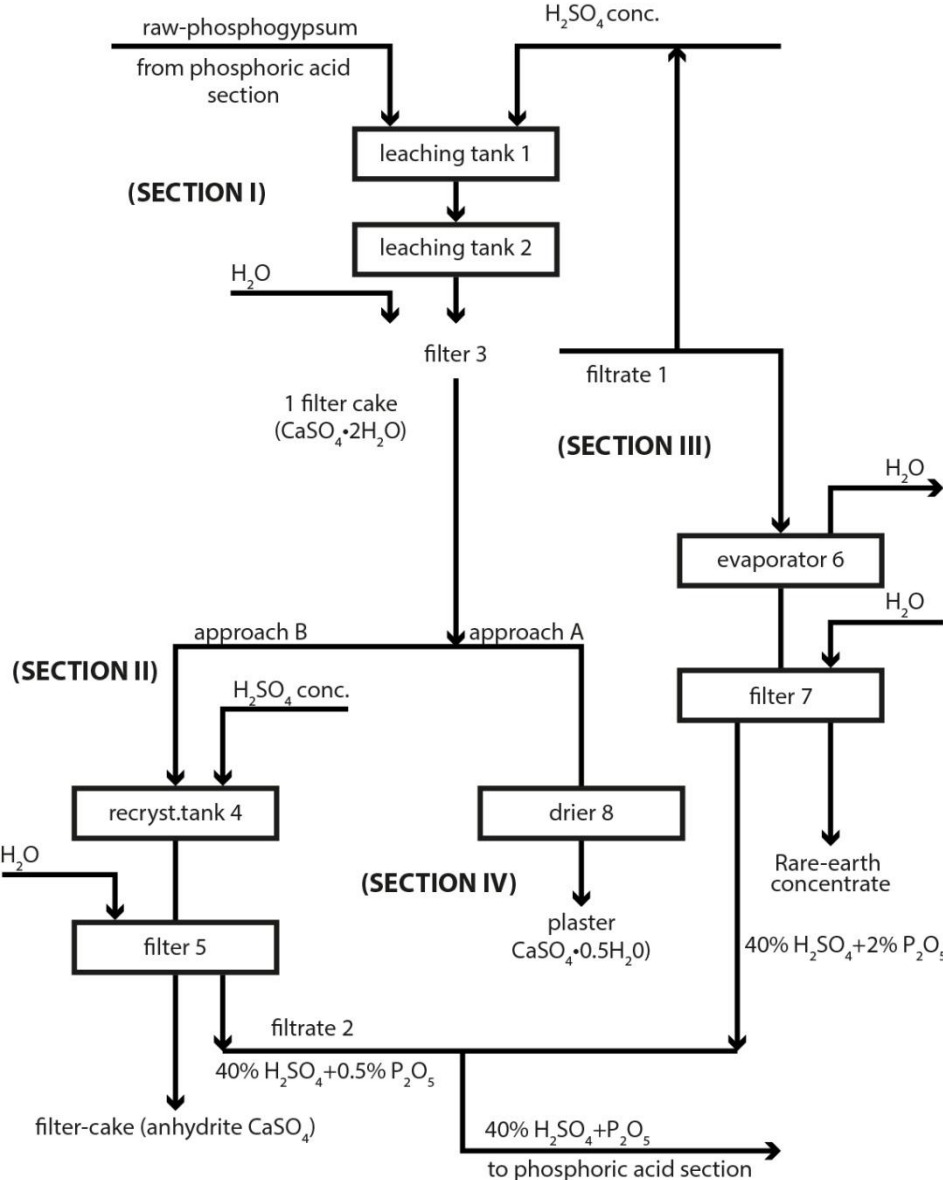 raw-phosphogypsum
from phosphoric acid
section
H₂SO₄ conc.
leaching tank 1
(SECTION I)
leaching tank 2
H₂O
filter 3
filtrate 1
1 filter cake
(CaSO₄•2H₂O)
(SECTION III)
H₂O
evaporator 6
H₂O
approach B
approach A
(SECTION II)
filter 7
H₂SO₄ conc.
recryst.tank 4
drier 8
H₂O
(SECTION IV)
Rare-earth
concentrate
filter 5
plaster
CaSO₄•0.5H₂0)
40% H₂SO₄+2% P₂O₅
filtrate 2
40% H₂SO₄+0.5% P₂O₅
filter-cake (anhydrite CaSO₄)
40% H₂SO₄+P₂O₅
to phosphoric acid section